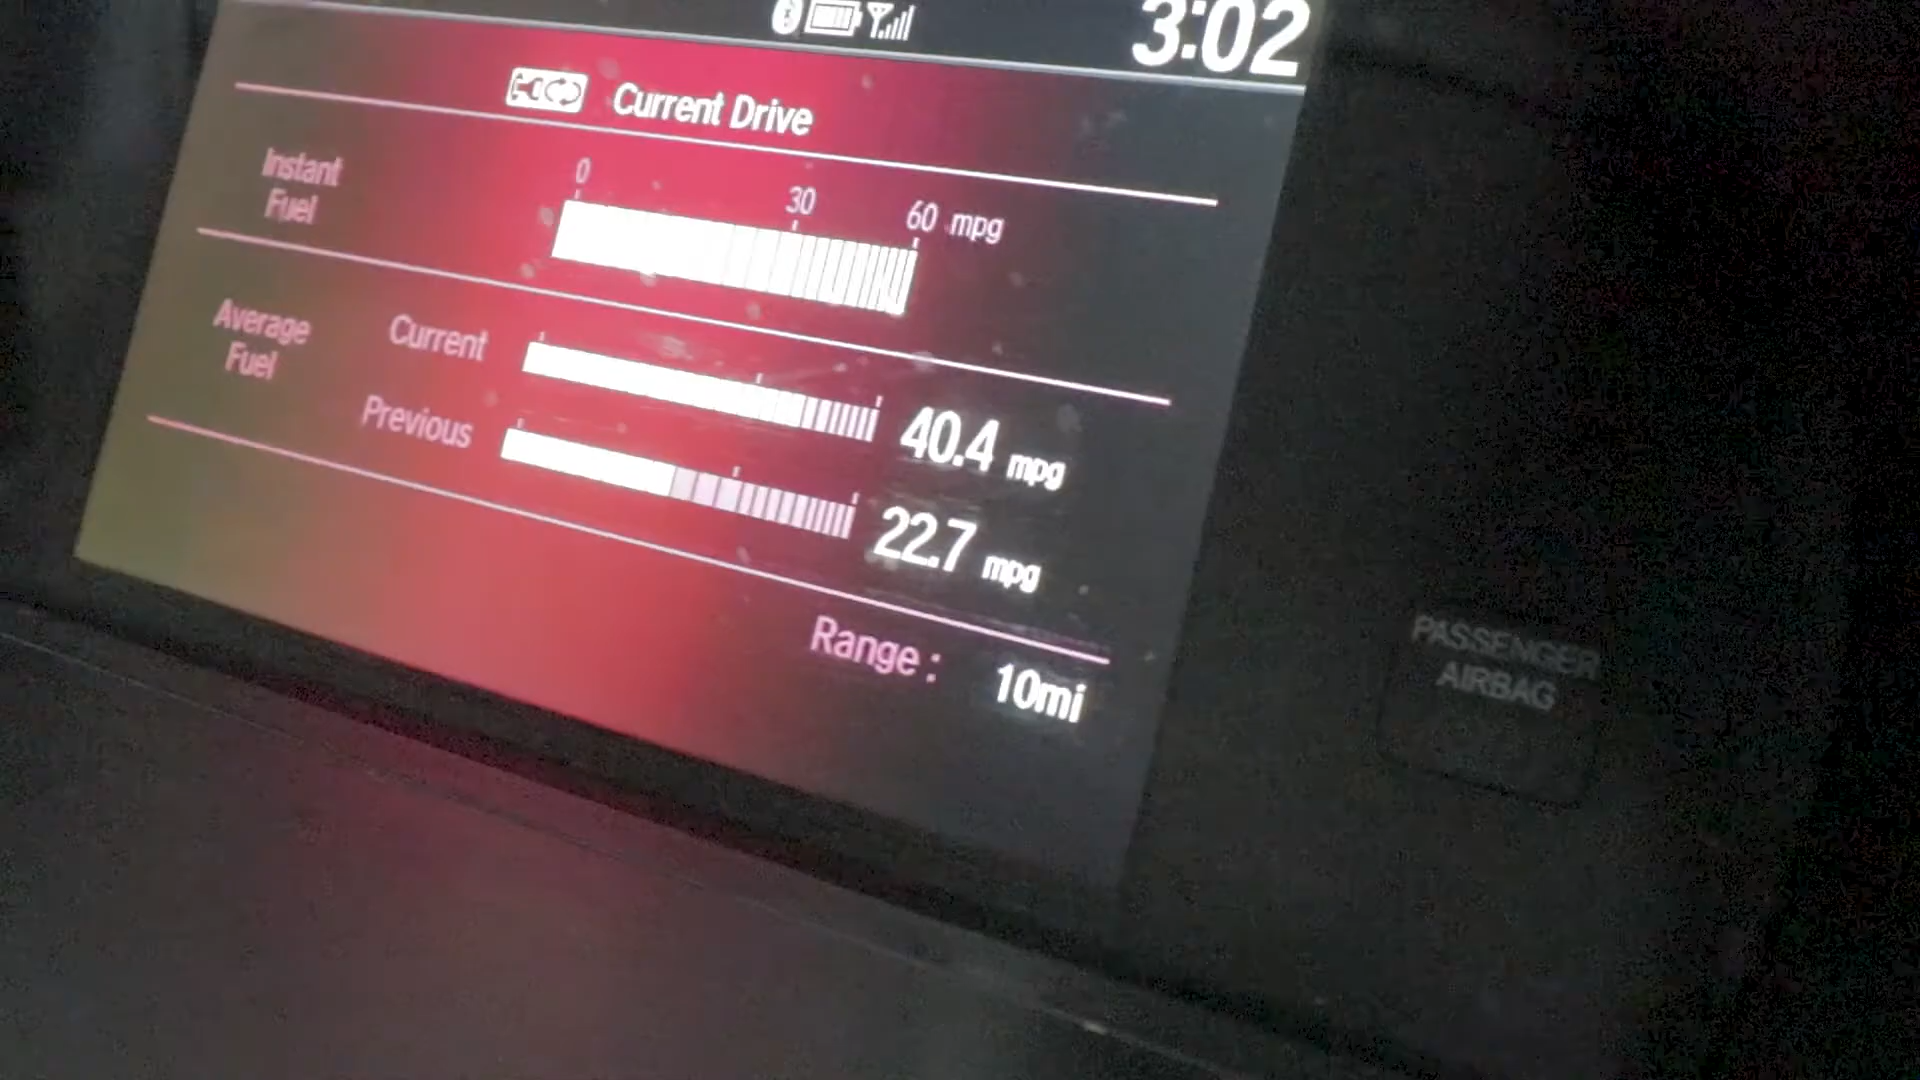 3:02
Current Drive
Instant
Fuel
0 30 60 mpg
Average
Fuel
Current 40.4 mpg
Previous 22.7 mpg
Range : 10mi
PASSENGER
AIRBAG